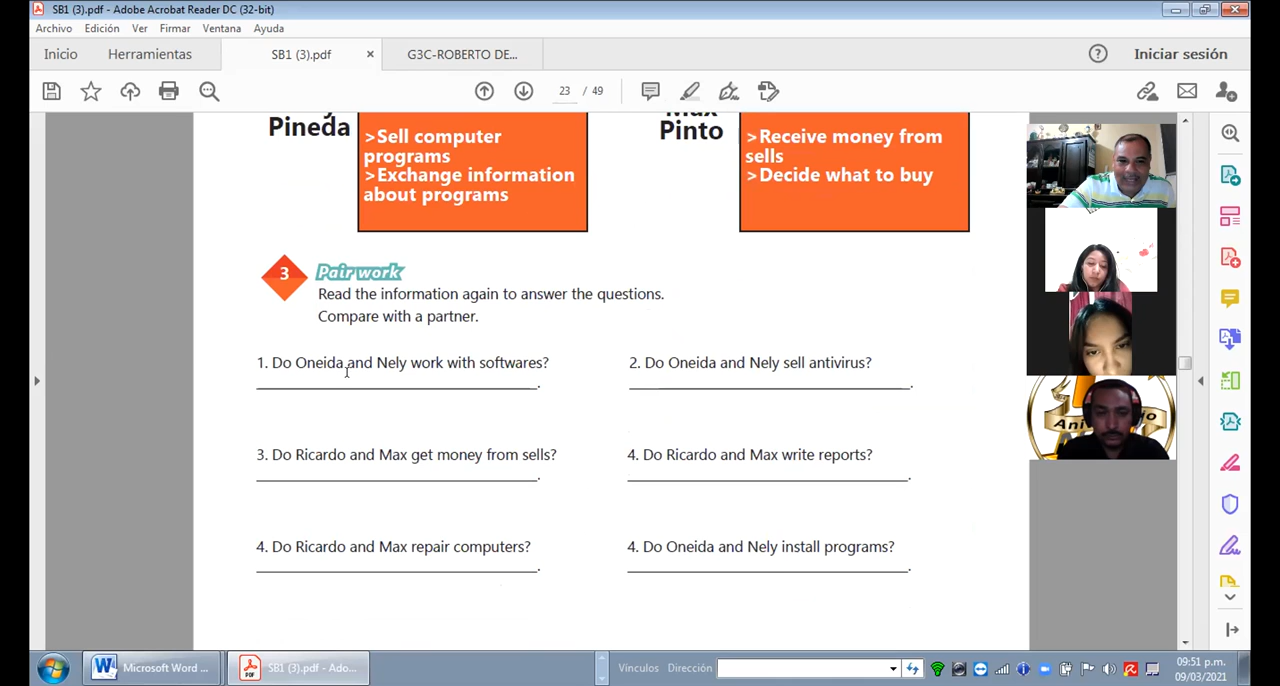 SB1 (3).pdf - Adobe Acrobat Reader DC (32-bit)
Archivo Edición Ver Firmar Ventana Ayuda
Inicio Herramientas SB1 (3).pdf × G3C-ROBERTO DE... Iniciar sesión
23 / 49
Pineda
>Sell computer
programs
>Exchange information
about programs
Max
Pinto
>Receive money from
sells
>Decide what to buy
3 Pair work
Read the information again to answer the questions.
Compare with a partner.
1. Do Oneida and Nely work with softwares?
2. Do Oneida and Nely sell antivirus?
3. Do Ricardo and Max get money from sells?
4. Do Ricardo and Max write reports?
4. Do Ricardo and Max repair computers?
4. Do Oneida and Nely install programs?
Microsoft Word ... SB1 (3).pdf - Ado... Vínculos Dirección 09:51 p.m.
09/03/2021